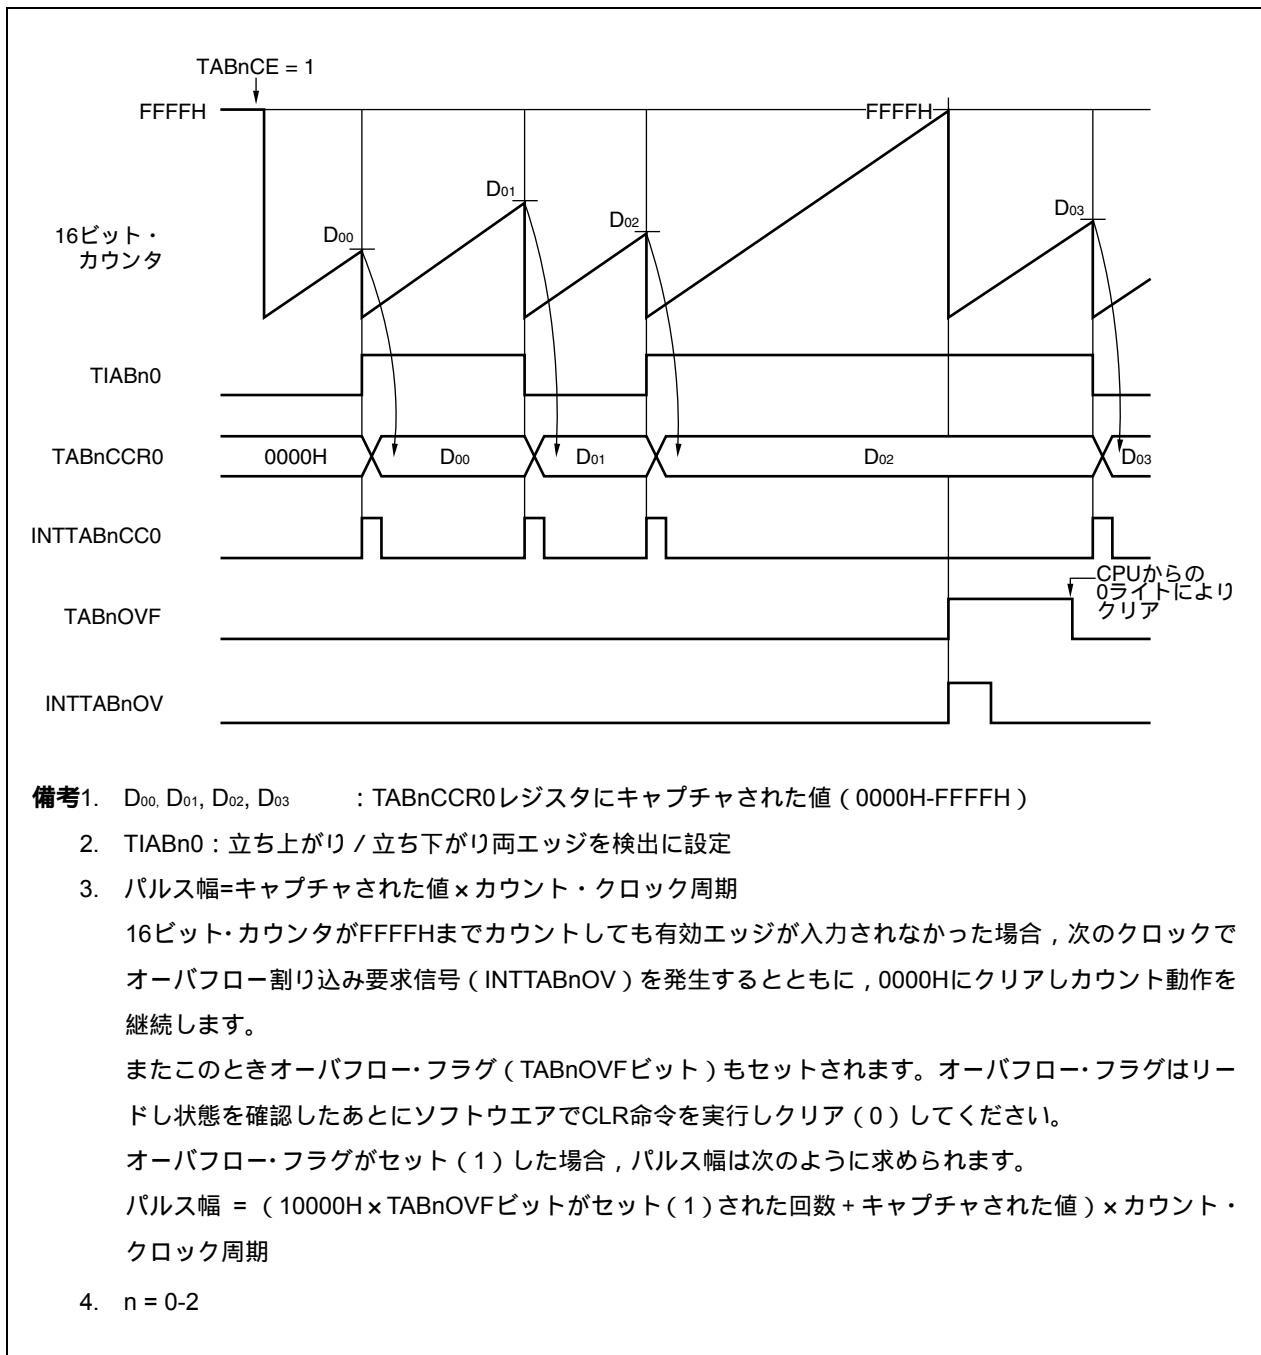 TABnCE = 1
FFFFH
FFFFH
D00
D01
D02
D03
16ビット・
カウンタ
TIABn0
TABnCCR0
0000H
D00
D01
D02
D03
INTTABnCC0
TABnOVF
CPUからの
0ライトにより
クリア
INTTABnOV
備考1. D00, D01, D02, D03 : TABnCCR0レジスタにキャプチャされた値(0000H-FFFFH)
2. TIABn0:立ち上がり/立ち下がり両エッジを検出に設定
3. パルス幅=キャプチャされた値×カウント・クロック周期
16ビット・カウンタがFFFFHまでカウントしても有効エッジが入力されなかった場合,次のクロックで
オーバフロー割り込み要求信号(INTTABnOV)を発生するとともに,0000Hにクリアしカウント動作を
継続します。
またこのときオーバフロー・フラグ(TABnOVFビット)もセットされます。オーバフロー・フラグはリー
ドし状態を確認したあとにソフトウエアでCLR命令を実行しクリア(0)してください。
オーバフロー・フラグがセット(1)した場合,パルス幅は次のように求められます。
パルス幅 =(10000H×TABnOVFビットがセット(1)された回数+キャプチャされた値)×カウント・
クロック周期
4. n = 0-2